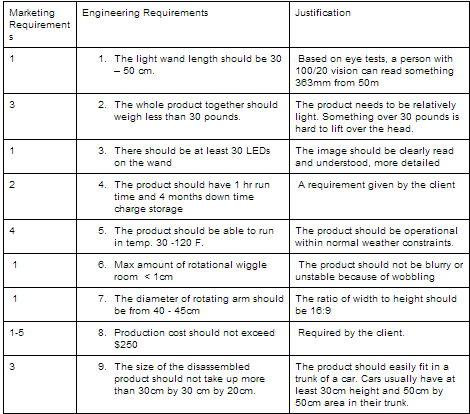 Marketing
Requirement
s
Engineering Requirements
Justification
1
1. The light wand length should be 30
– 50 cm.
Based on eye tests, a person with
100/20 vision can read something
363mm from 50m
3
2. The whole product together should
weigh less than 30 pounds.
The product needs to be relatively
light. Something over 30 pounds is
hard to lift over the head.
1
3. There should be at least 30 LEDs
on the wand
The image should be clearly read
and understood, more detailed
2
4. The product should have 1 hr run
time and 4 months down time
charge storage
A requirement given by the client
4
5. The product should be able to run
in temp. 30 -120 F.
The product should be operational
within normal weather constraints.
1
6. Max amount of rotational wiggle
room < 1cm
The product should not be blurry or
unstable because of wobbling
1
7. The diameter of rotating arm should
be from 40 - 45cm
The ratio of width to height should
be 16:9
1-5
8. Production cost should not exceed
$250
Required by the client.
3
9. The size of the disassembled
product should not take up more
than 30cm by 30 cm by 20cm.
The product should easily fit in a
trunk of a car. Cars usually have at
least 30cm height and 50cm by
50cm area in their trunk.